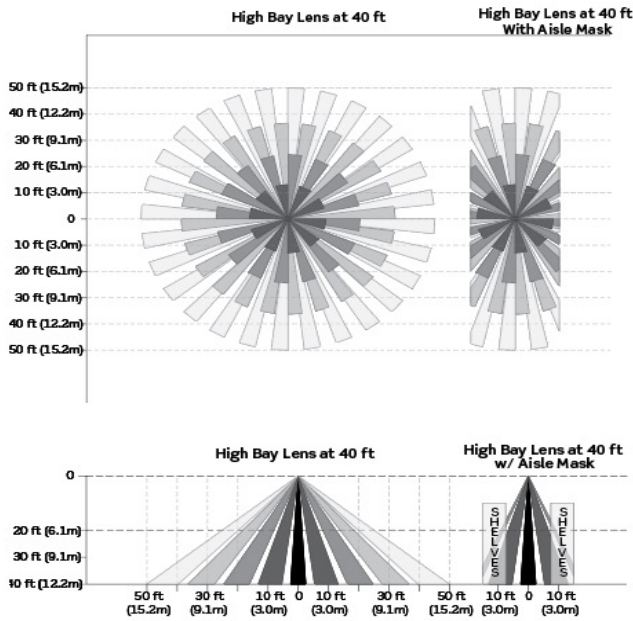 High Bay Lens at 40 ft
High Bay Lens at 40 ft
With Aisle Mask
50 ft (15.2m)
40 ft (12.2m)
30 ft (9.1m)
20 ft (6.1m)
10 ft (3.0m)
0
10 ft (3.0m)
20 ft (6.1m)
30 ft (9.1m)
40 ft (12.2m)
50 ft (15.2m)
High Bay Lens at 40 ft
High Bay Lens at 40 ft
w/ Aisle Mask
0
20 ft (6.1m)
30 ft (9.1m)
40 ft (12.2m)
SHELVES
SHELVES
50 ft 30 ft 10 ft 0 10 ft 30 ft 50 ft 10 ft 0 10 ft
(15.2m) (9.1m) (3.0m) (3.0m) (9.1m) (15.2m) (3.0m) (3.0m)